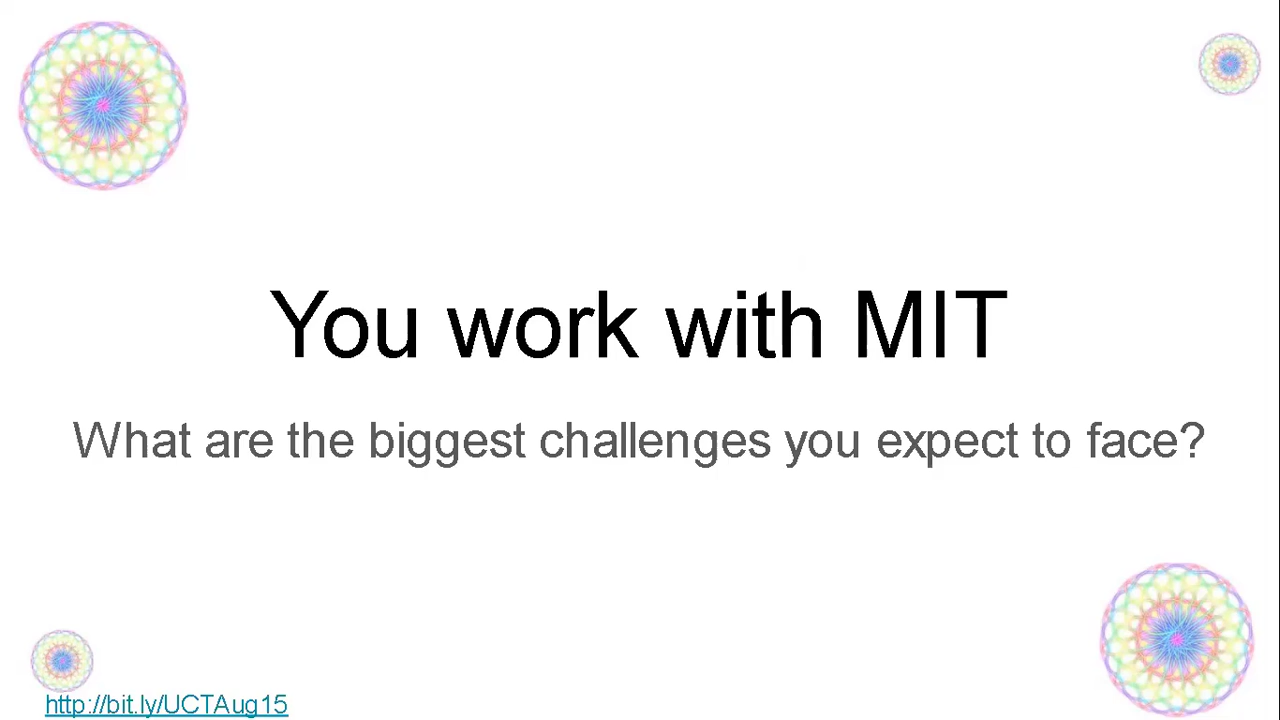 You work with MIT
What are the biggest challenges you expect to face?
http://bit.ly/UCTAug15